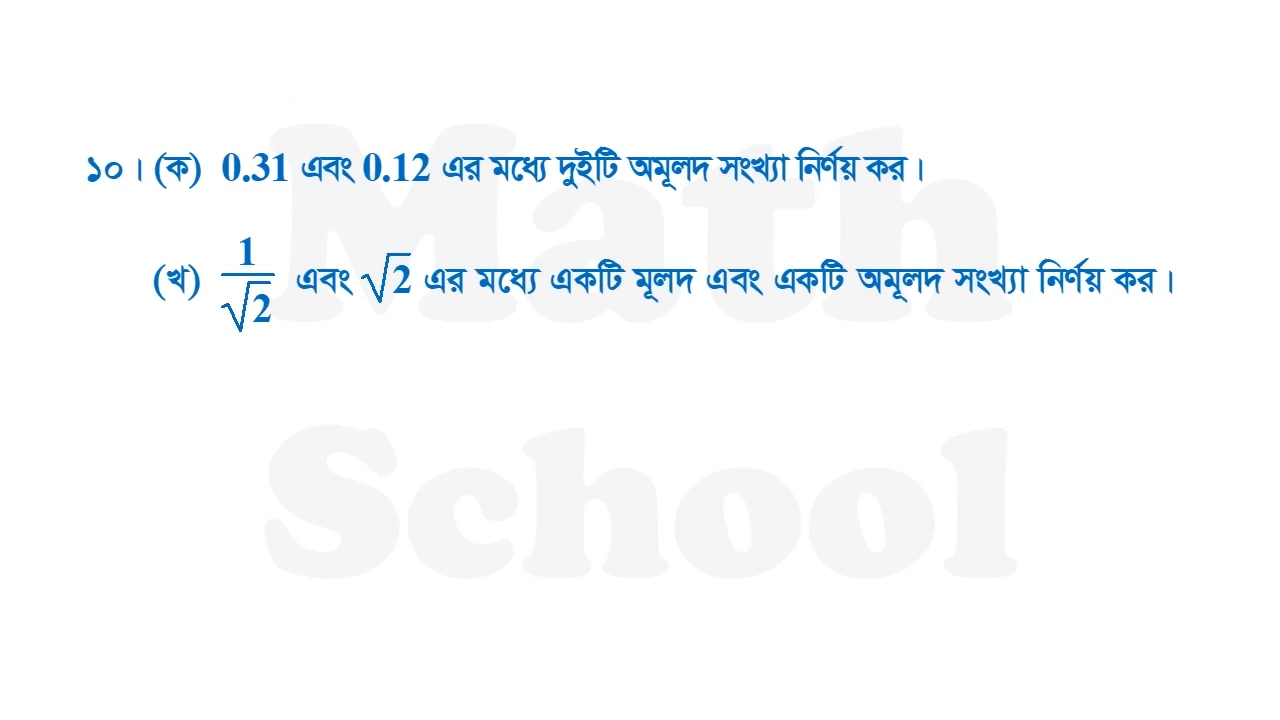 Math
School
১০। (ক) 0.31 এবং 0.12 এর মধ্যে দুইটি অমূলদ সংখ্যা নির্ণয় কর।
(খ) 1/√2 এবং √2 এর মধ্যে একটি মূলদ এবং একটি অমূলদ সংখ্যা নির্ণয় কর।